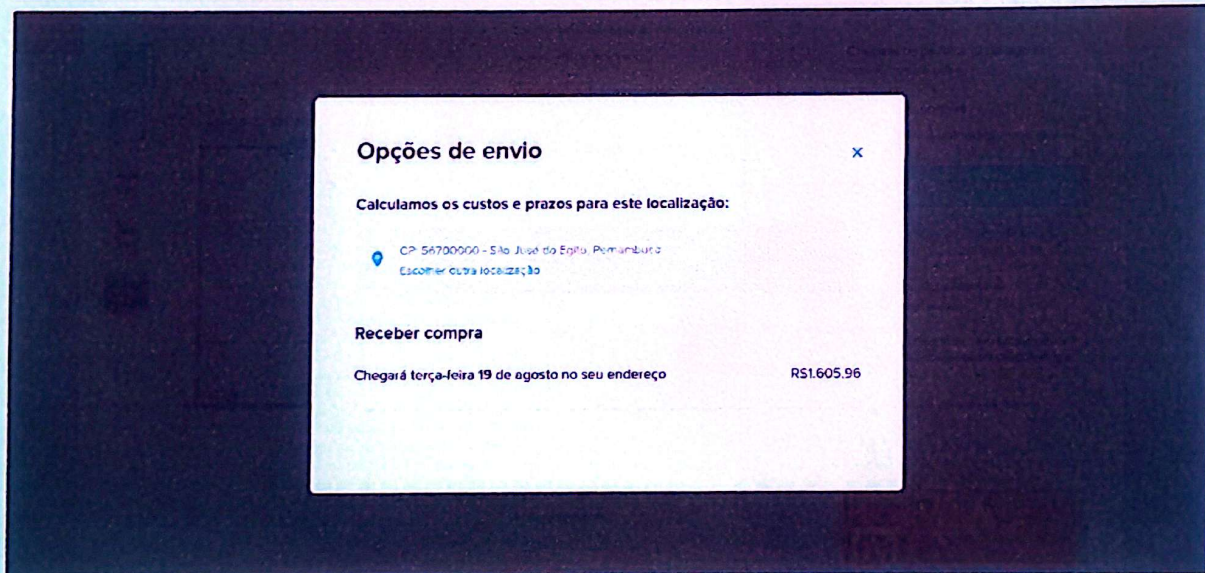 Opções de envio
Calculamos os custos e prazos para este localização:
CP: 56700000 - São José do Egito, Pernambuco
Escolher outra localização
Receber compra
Chegará terça-feira 19 de agosto no seu endereço
R$1.605.96